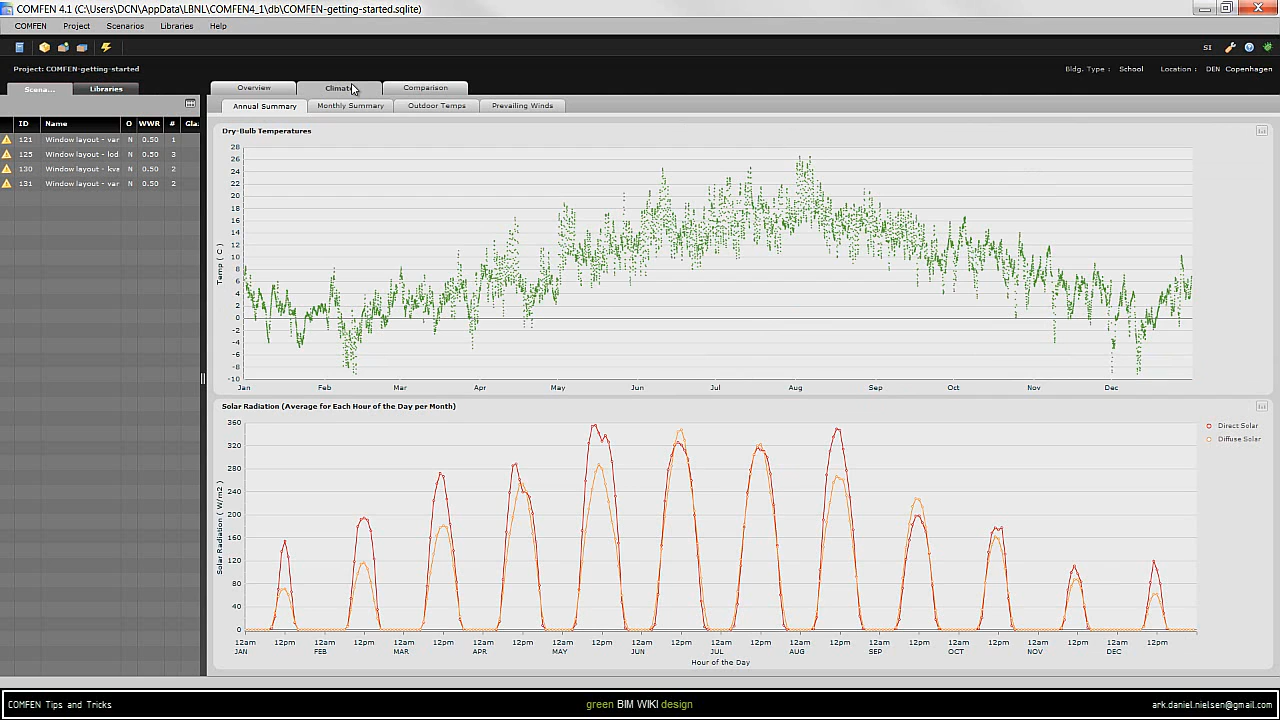 COMFEN 4.1 (C:\Users\DCN\AppData\LBNL\COMFEN4_1\db\COMFEN-getting-started.sqlite)
COMFEN Project Scenarios Libraries Help
SI
Project: COMFEN-getting-started Bldg. Type : School Location : DEN Copenhagen
Scena... Libraries Overview Climate Comparison
Annual Summary Monthly Summary Outdoor Temps Prevailing Winds
ID Name O WWR # Gla
121 Window layout - var N 0.50 1
125 Window layout - lod N 0.50 3
130 Window layout - kva N 0.50 2
131 Window layout - var N 0.50 2
Dry-Bulb Temperatures
28
26
24
22
20
18
16
14
12
10
8
6
4
2
0
-2
-4
-6
-8
-10
Temp ( C )
Jan Feb Mar Apr May Jun Jul Aug Sep Oct Nov Dec
Solar Radiation (Average for Each Hour of the Day per Month)
360
320
280
240
200
160
120
80
40
0
Solar Radiation ( W/m2 )
Direct Solar
Diffuse Solar
12am 12pm 12am 12pm 12am 12pm 12am 12pm 12am 12pm 12am 12pm 12am 12pm 12am 12pm 12am 12pm 12am 12pm 12am 12pm 12am 12pm
JAN FEB MAR APR MAY JUN JUL AUG SEP OCT NOV DEC
Hour of the Day
COMFEN Tips and Tricks green BIM WIKI design ark.daniel.nielsen@gmail.com